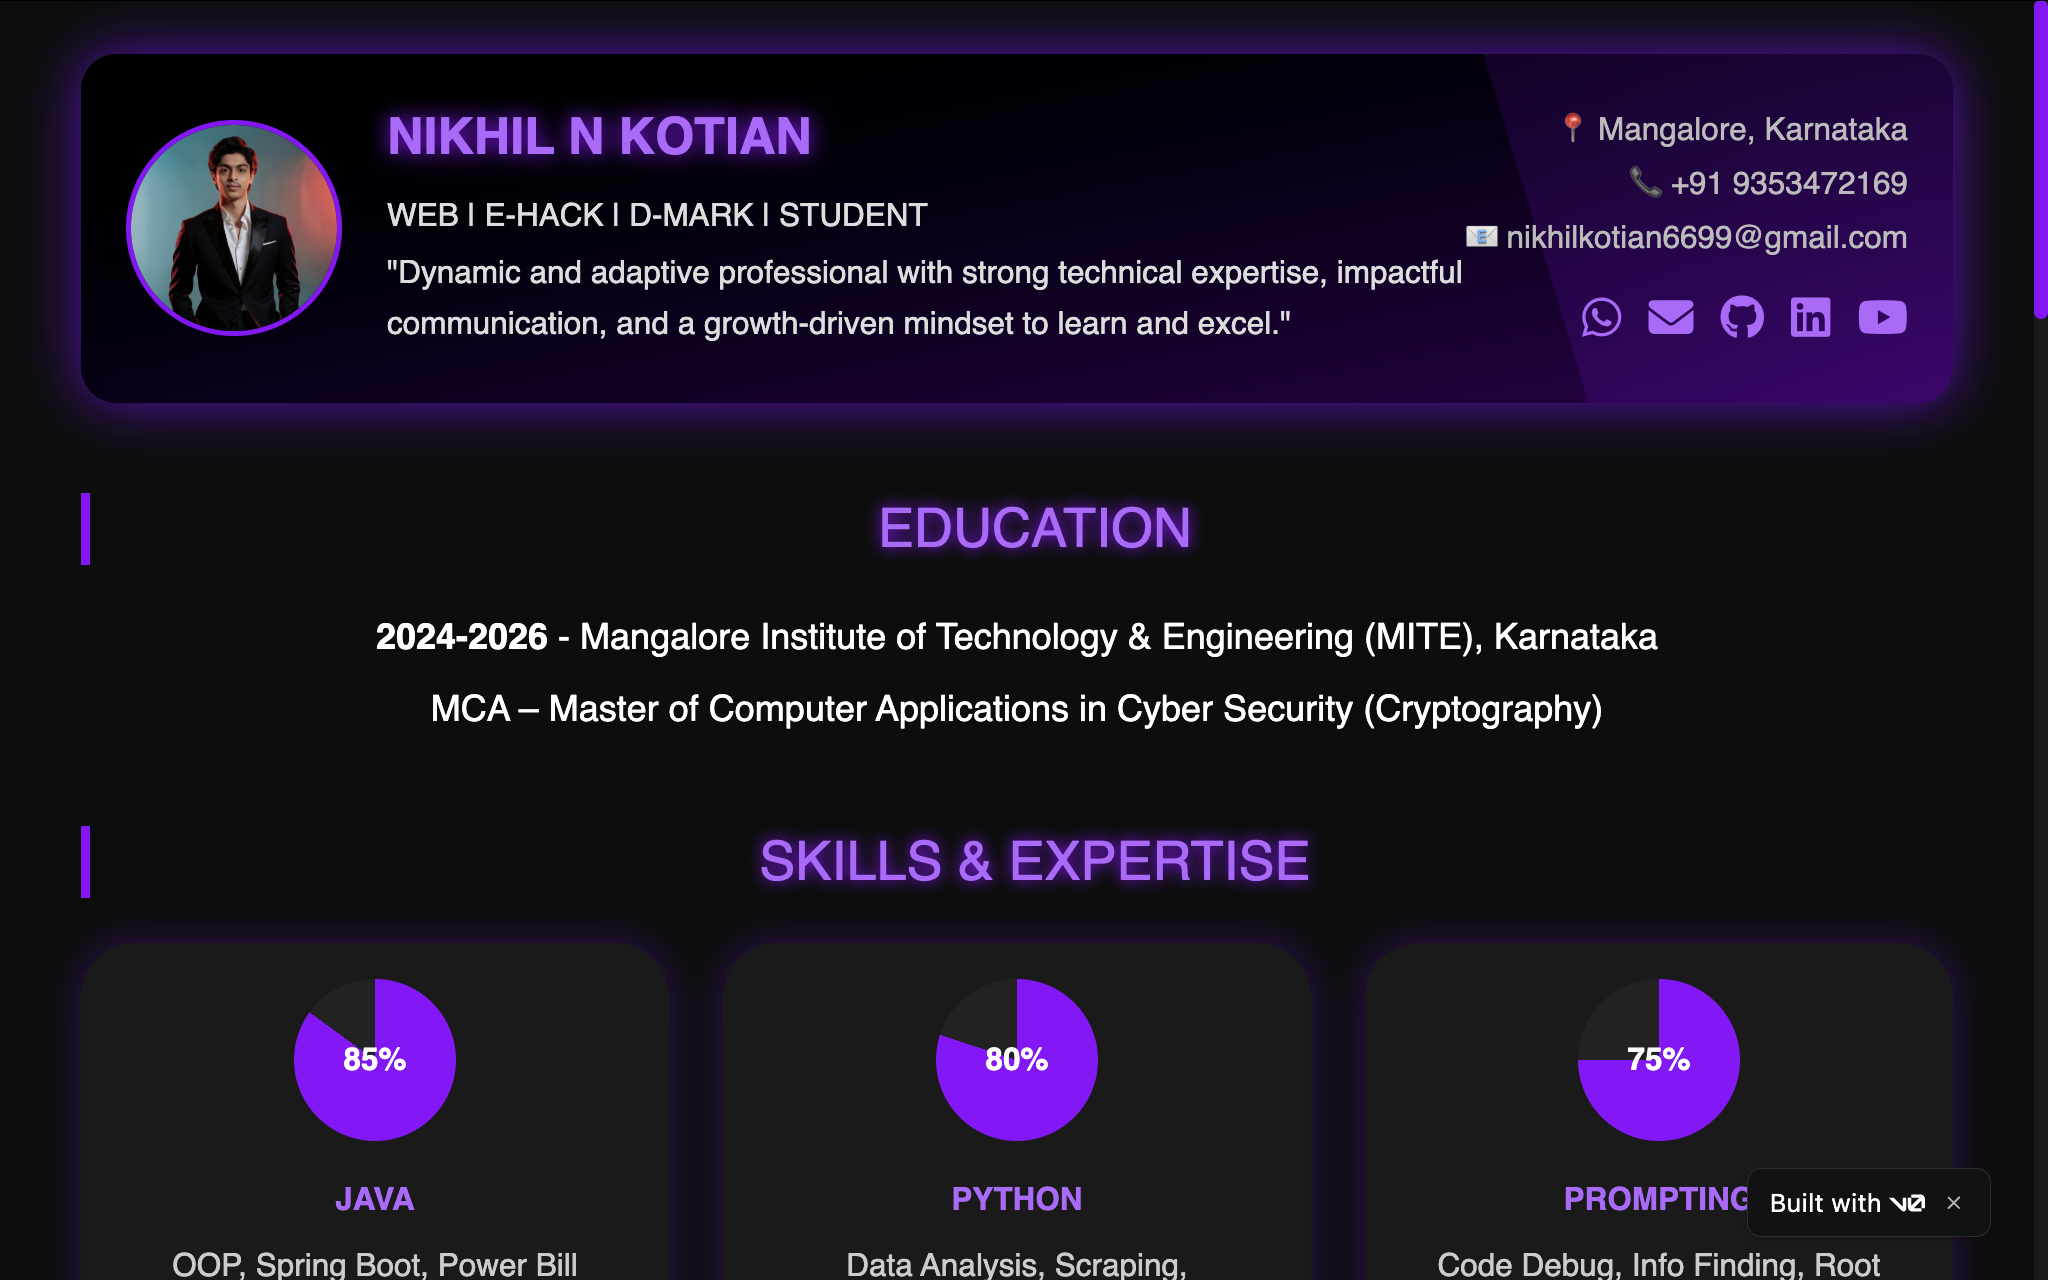 NIKHIL N KOTIAN
WEB | E-HACK | D-MARK | STUDENT
"Dynamic and adaptive professional with strong technical expertise, impactful
communication, and a growth-driven mindset to learn and excel."
📍 Mangalore, Karnataka
📞 +91 9353472169
📧 nikhilkotian6699@gmail.com
EDUCATION
2024-2026 - Mangalore Institute of Technology & Engineering (MITE), Karnataka
MCA – Master of Computer Applications in Cyber Security (Cryptography)
SKILLS & EXPERTISE
85%
JAVA
OOP, Spring Boot, Power Bill
80%
PYTHON
Data Analysis, Scraping,
75%
PROMPTING
Code Debug, Info Finding, Root
Built with v0 ×